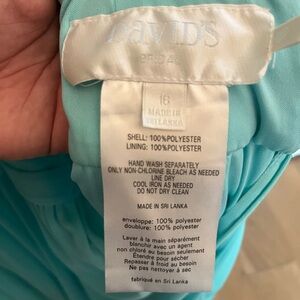 DAVID'S
BRIDAL
16
MADE IN
SRI LANKA
SHELL: 100%POLYESTER
LINING: 100%POLYESTER
HAND WASH SEPARATELY
ONLY NON-CHLORINE BLEACH AS NEEDED
LINE DRY
COOL IRON AS NEEDED
DO NOT DRY CLEAN
MADE IN SRI LANKA
enveloppe: 100% polyester
doublure: 100% polyester
Laver à la main séparément
blanchir avec un agent
non chloré au besoin seulement
Étendre pour sécher
Repasser à froid au besoin
Ne pas nettoyer à sec
fabriqué en Sri Lanka